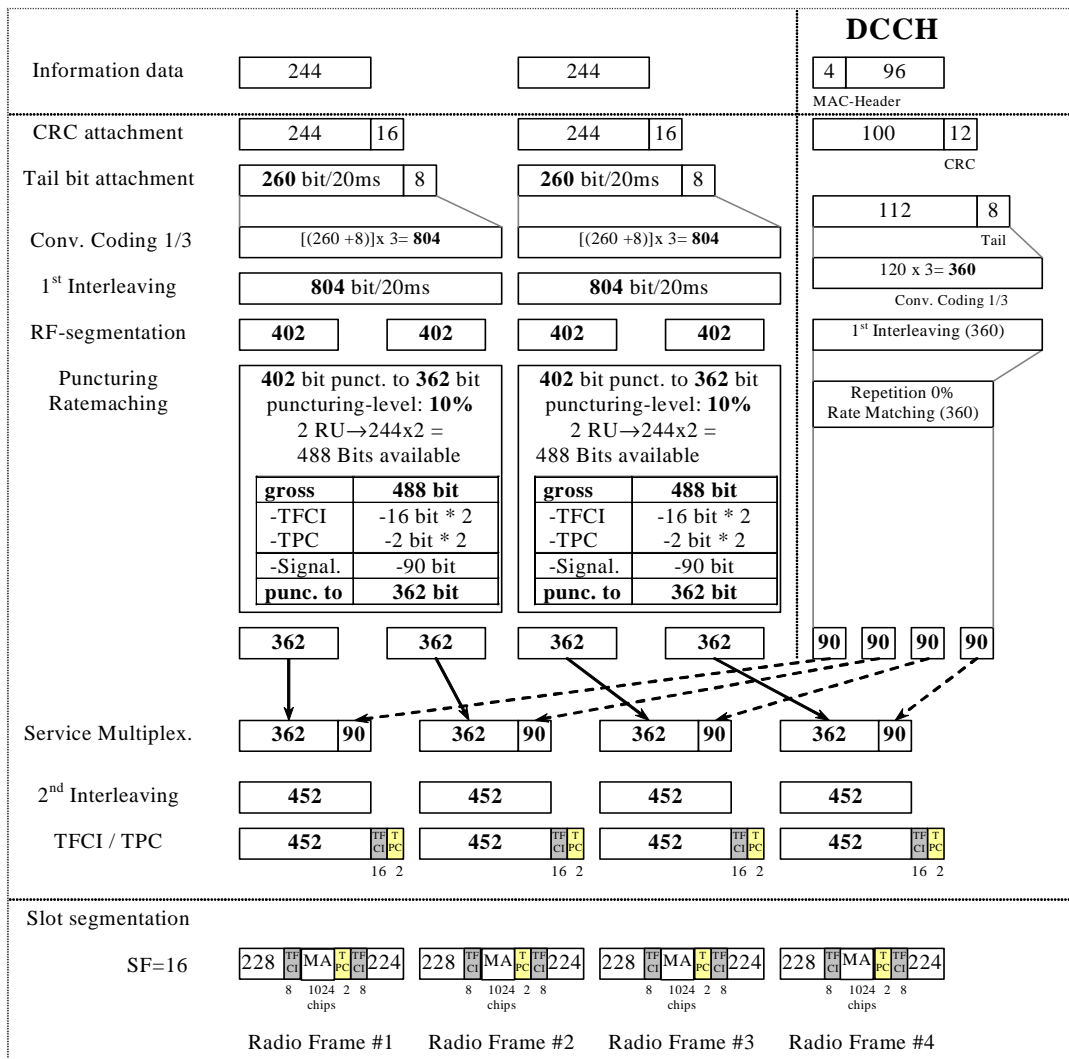 DCCH
Information data 244 244 4 96
MAC-Header
CRC attachment 244 16 244 16 100 12
CRC
Tail bit attachment 260 bit/20ms 8 260 bit/20ms 8
112 8
Tail
Conv. Coding 1/3 [(260 +8)]x 3= 804 [(260 +8)]x 3= 804
120 x 3= 360
Conv. Coding 1/3
1st Interleaving 804 bit/20ms 804 bit/20ms
RF-segmentation 402 402 402 402 1st Interleaving (360)
Puncturing
Ratemaching
402 bit punct. to 362 bit
puncturing-level: 10%
2 RU→244x2 =
488 Bits available
gross 488 bit
-TFCI -16 bit * 2
-TPC -2 bit * 2
-Signal. -90 bit
punc. to 362 bit
402 bit punct. to 362 bit
puncturing-level: 10%
2 RU→244x2 =
488 Bits available
gross 488 bit
-TFCI -16 bit * 2
-TPC -2 bit * 2
-Signal. -90 bit
punc. to 362 bit
Repetition 0%
Rate Matching (360)
362 362 362 362 90 90 90 90
Service Multiplex. 362 90 362 90 362 90 362 90
2nd Interleaving 452 452 452 452
TFCI / TPC 452 TF CI T PC 452 TF CI T PC 452 TF CI T PC 452 TF CI T PC
16 2 16 2 16 2 16 2
Slot segmentation
SF=16 228 TF CI MA T PC TF CI 224 228 TF CI MA T PC TF CI 224 228 TF CI MA T PC TF CI 224 228 TF CI MA T PC TF CI 224
8 1024 2 8 8 1024 2 8 8 1024 2 8 8 1024 2 8
chips chips chips chips
Radio Frame #1 Radio Frame #2 Radio Frame #3 Radio Frame #4